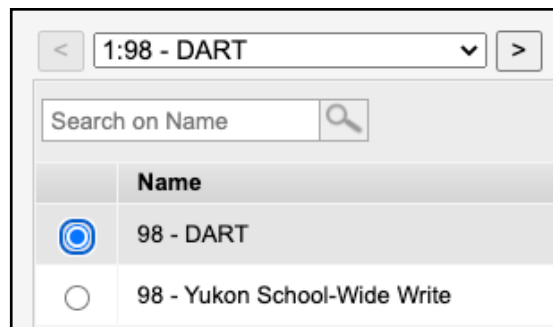 < 1:98 - DART >
Search on Name
Name
98 - DART
98 - Yukon School-Wide Write